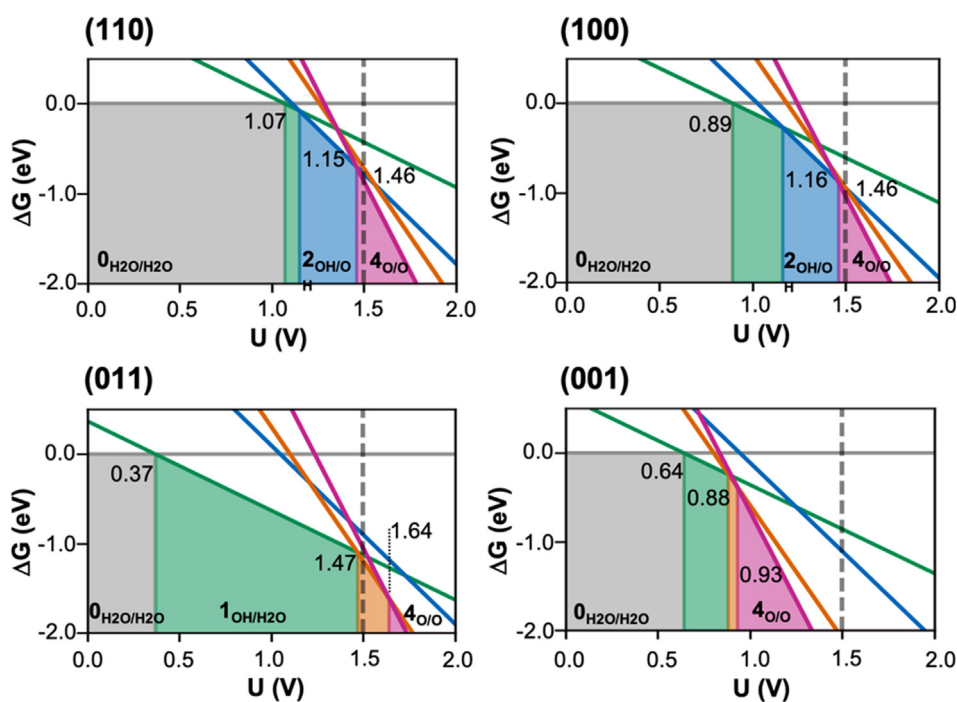 (110)
ΔG (eV)
0.0
-1.0
-2.0
1.07
1.15
1.46
0H2O/H2O
2OH/O
H
4O/O
0.0
0.5
1.0
1.5
2.0
U (V)
(100)
ΔG (eV)
0.0
-1.0
-2.0
0.89
1.16
1.46
0H2O/H2O
2OH/O
H
4O/O
0.0
0.5
1.0
1.5
2.0
U (V)
(011)
ΔG (eV)
0.0
-1.0
-2.0
0.37
1.64
1.47
0H2O/H2O
1OH/H2O
4O/O
0.0
0.5
1.0
1.5
2.0
U (V)
(001)
ΔG (eV)
0.0
-1.0
-2.0
0.64
0.88
0.93
0H2O/H2O
4O/O
0.0
0.5
1.0
1.5
2.0
U (V)